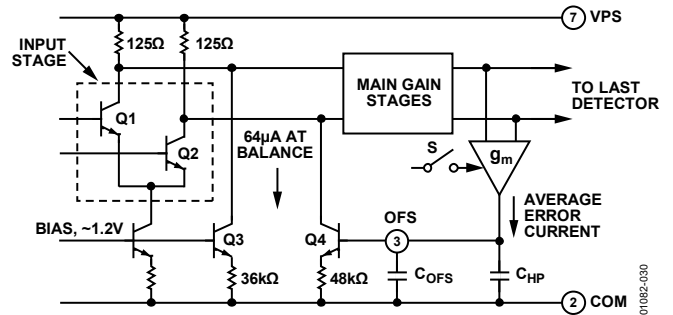 7 VPS
125Ω
125Ω
INPUT
STAGE
Q1
Q2
MAIN GAIN
STAGES
TO LAST
DETECTOR
64µA AT
BALANCE
S
gm
AVERAGE
ERROR
CURRENT
BIAS, ~1.2V
Q3
Q4
OFS
3
36kΩ
48kΩ
COFS
CHP
2 COM
01082-030